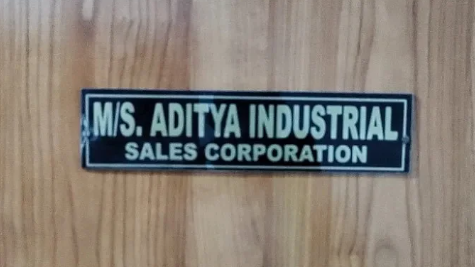 M/S. ADITYA INDUSTRIAL
SALES CORPORATION